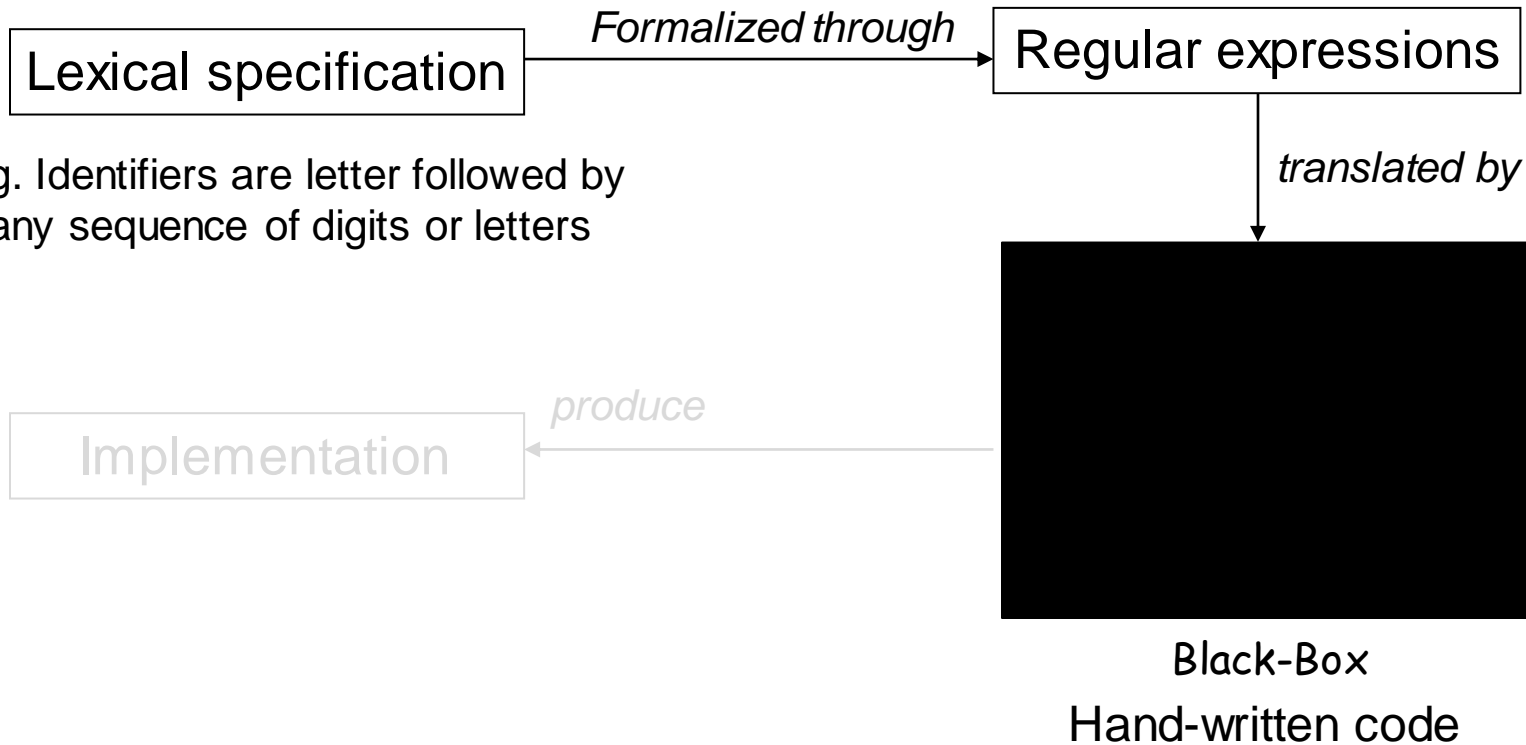 Formalized through
Lexical specification
Regular expressions
g. Identifiers are letter followed by
any sequence of digits or letters
translated by
produce
Implementation
Black-Box
Hand-written code